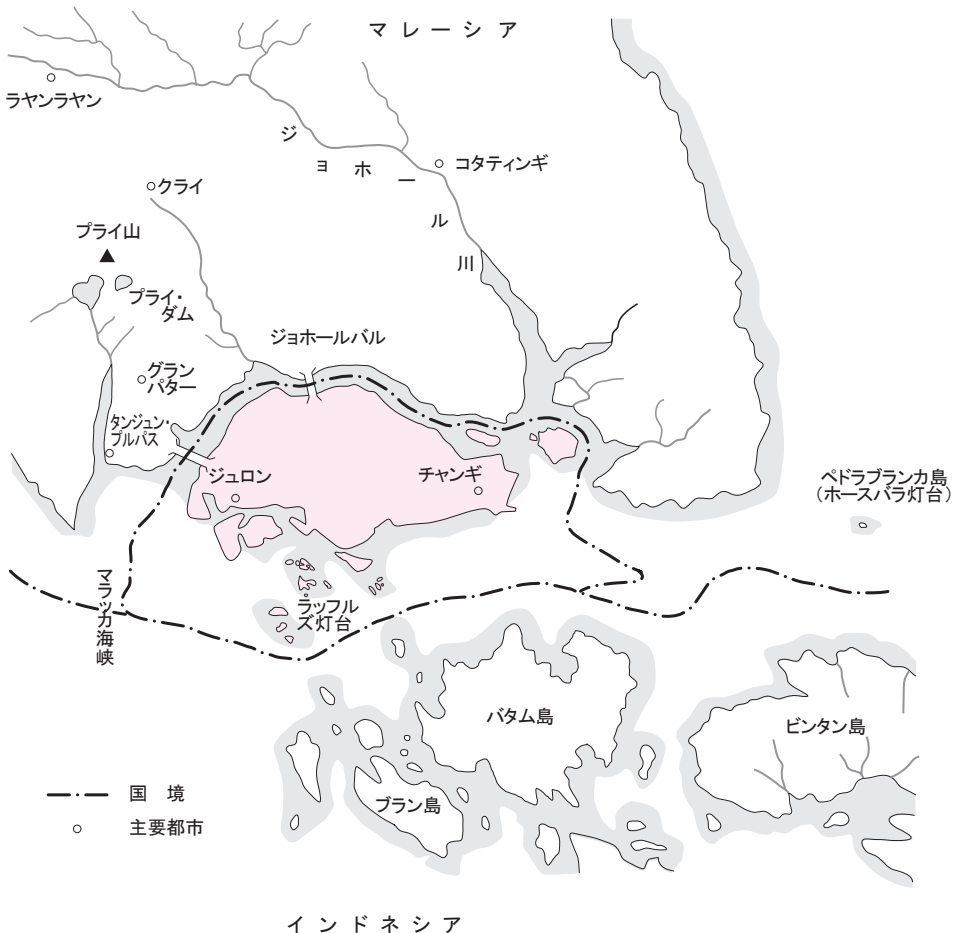 マレーシア
ラヤンラヤン
ジョホール川
コタティンギ
クライ
プライ山
プライ・
ダム
ジョホールバル
グラン
パター
タンジュン・
プルパス
ジュロン
チャンギ
ペドラブランカ島
(ホースバラ灯台)
マラッカ海峡
ラッフル
ズ灯台
バタム島
ビンタン島
ブラン島
国境
主要都市
インドネシア